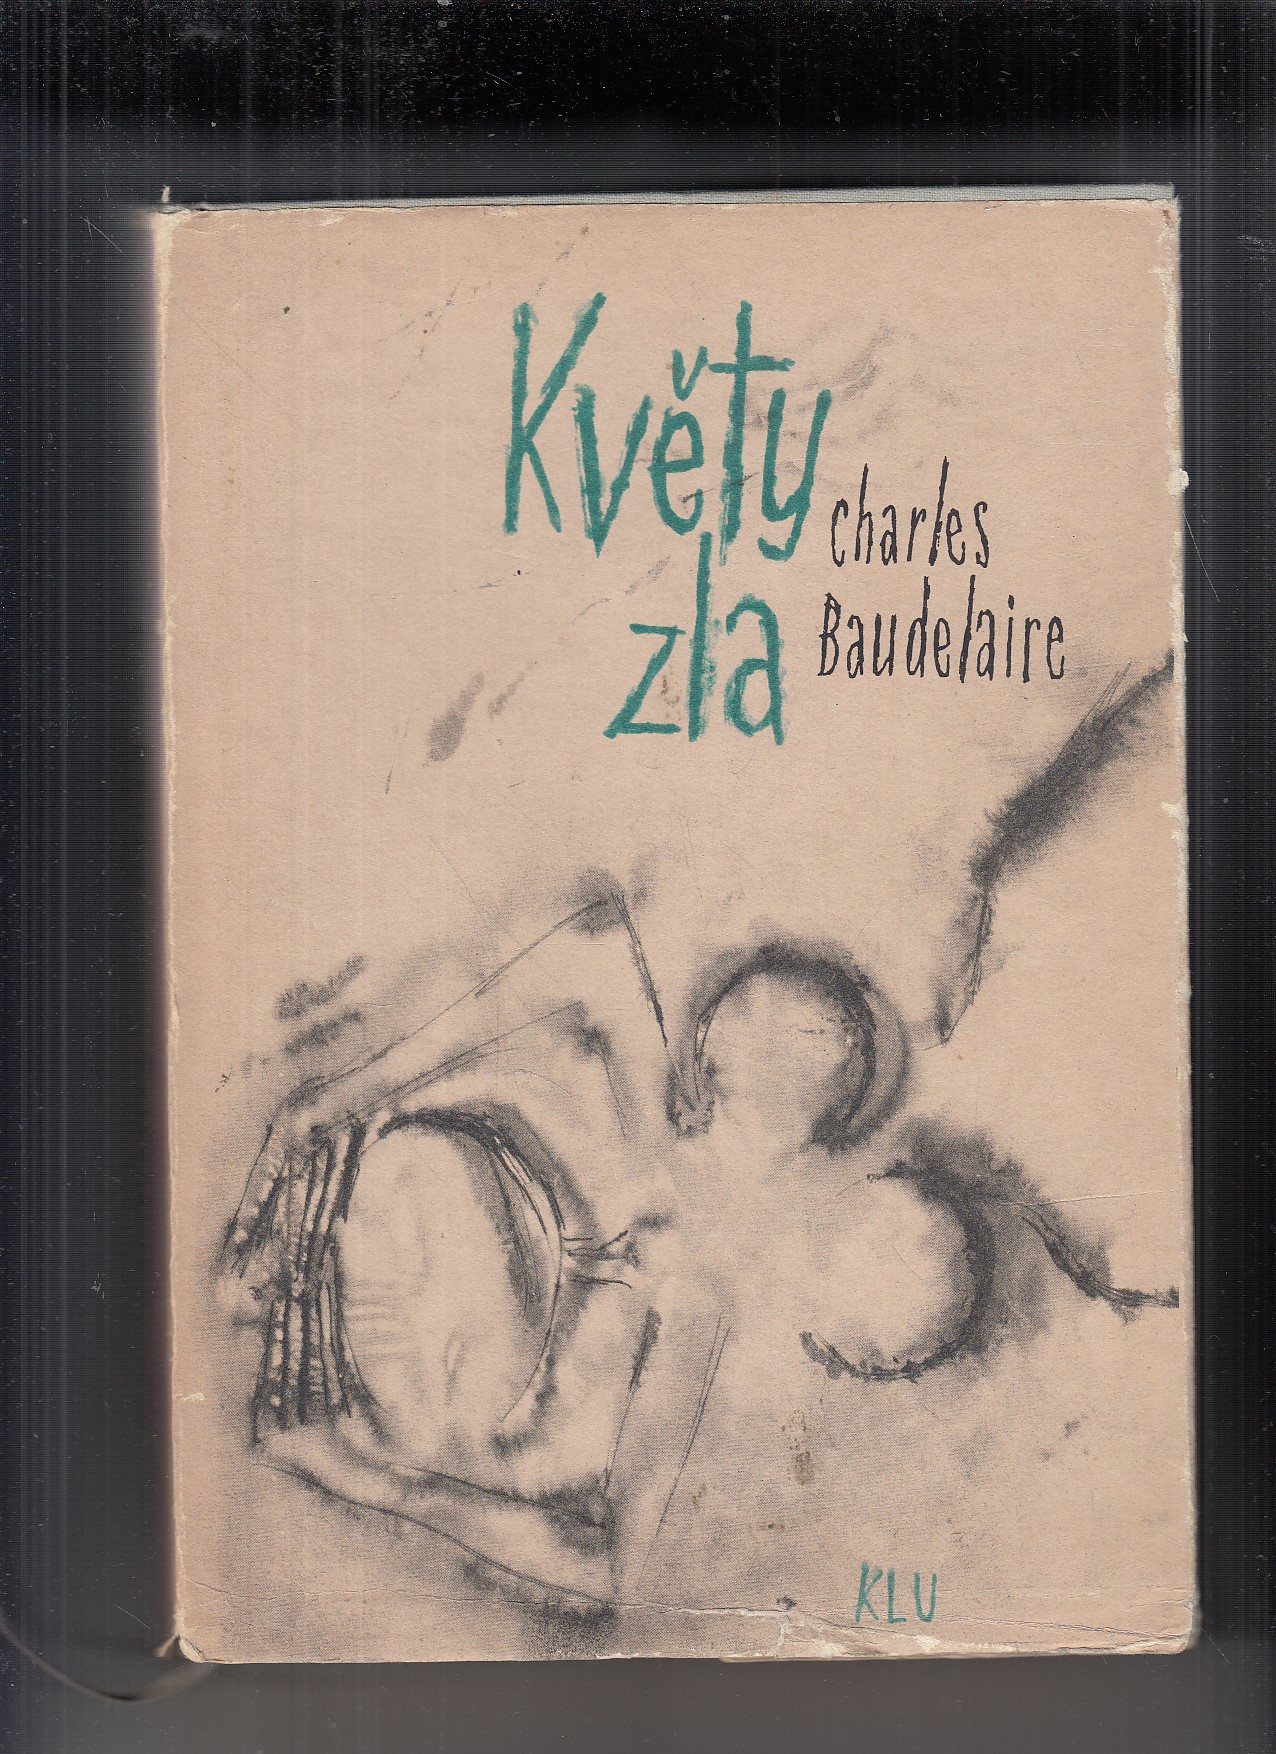 Květy
zla
charles
Baudelaire
KLU